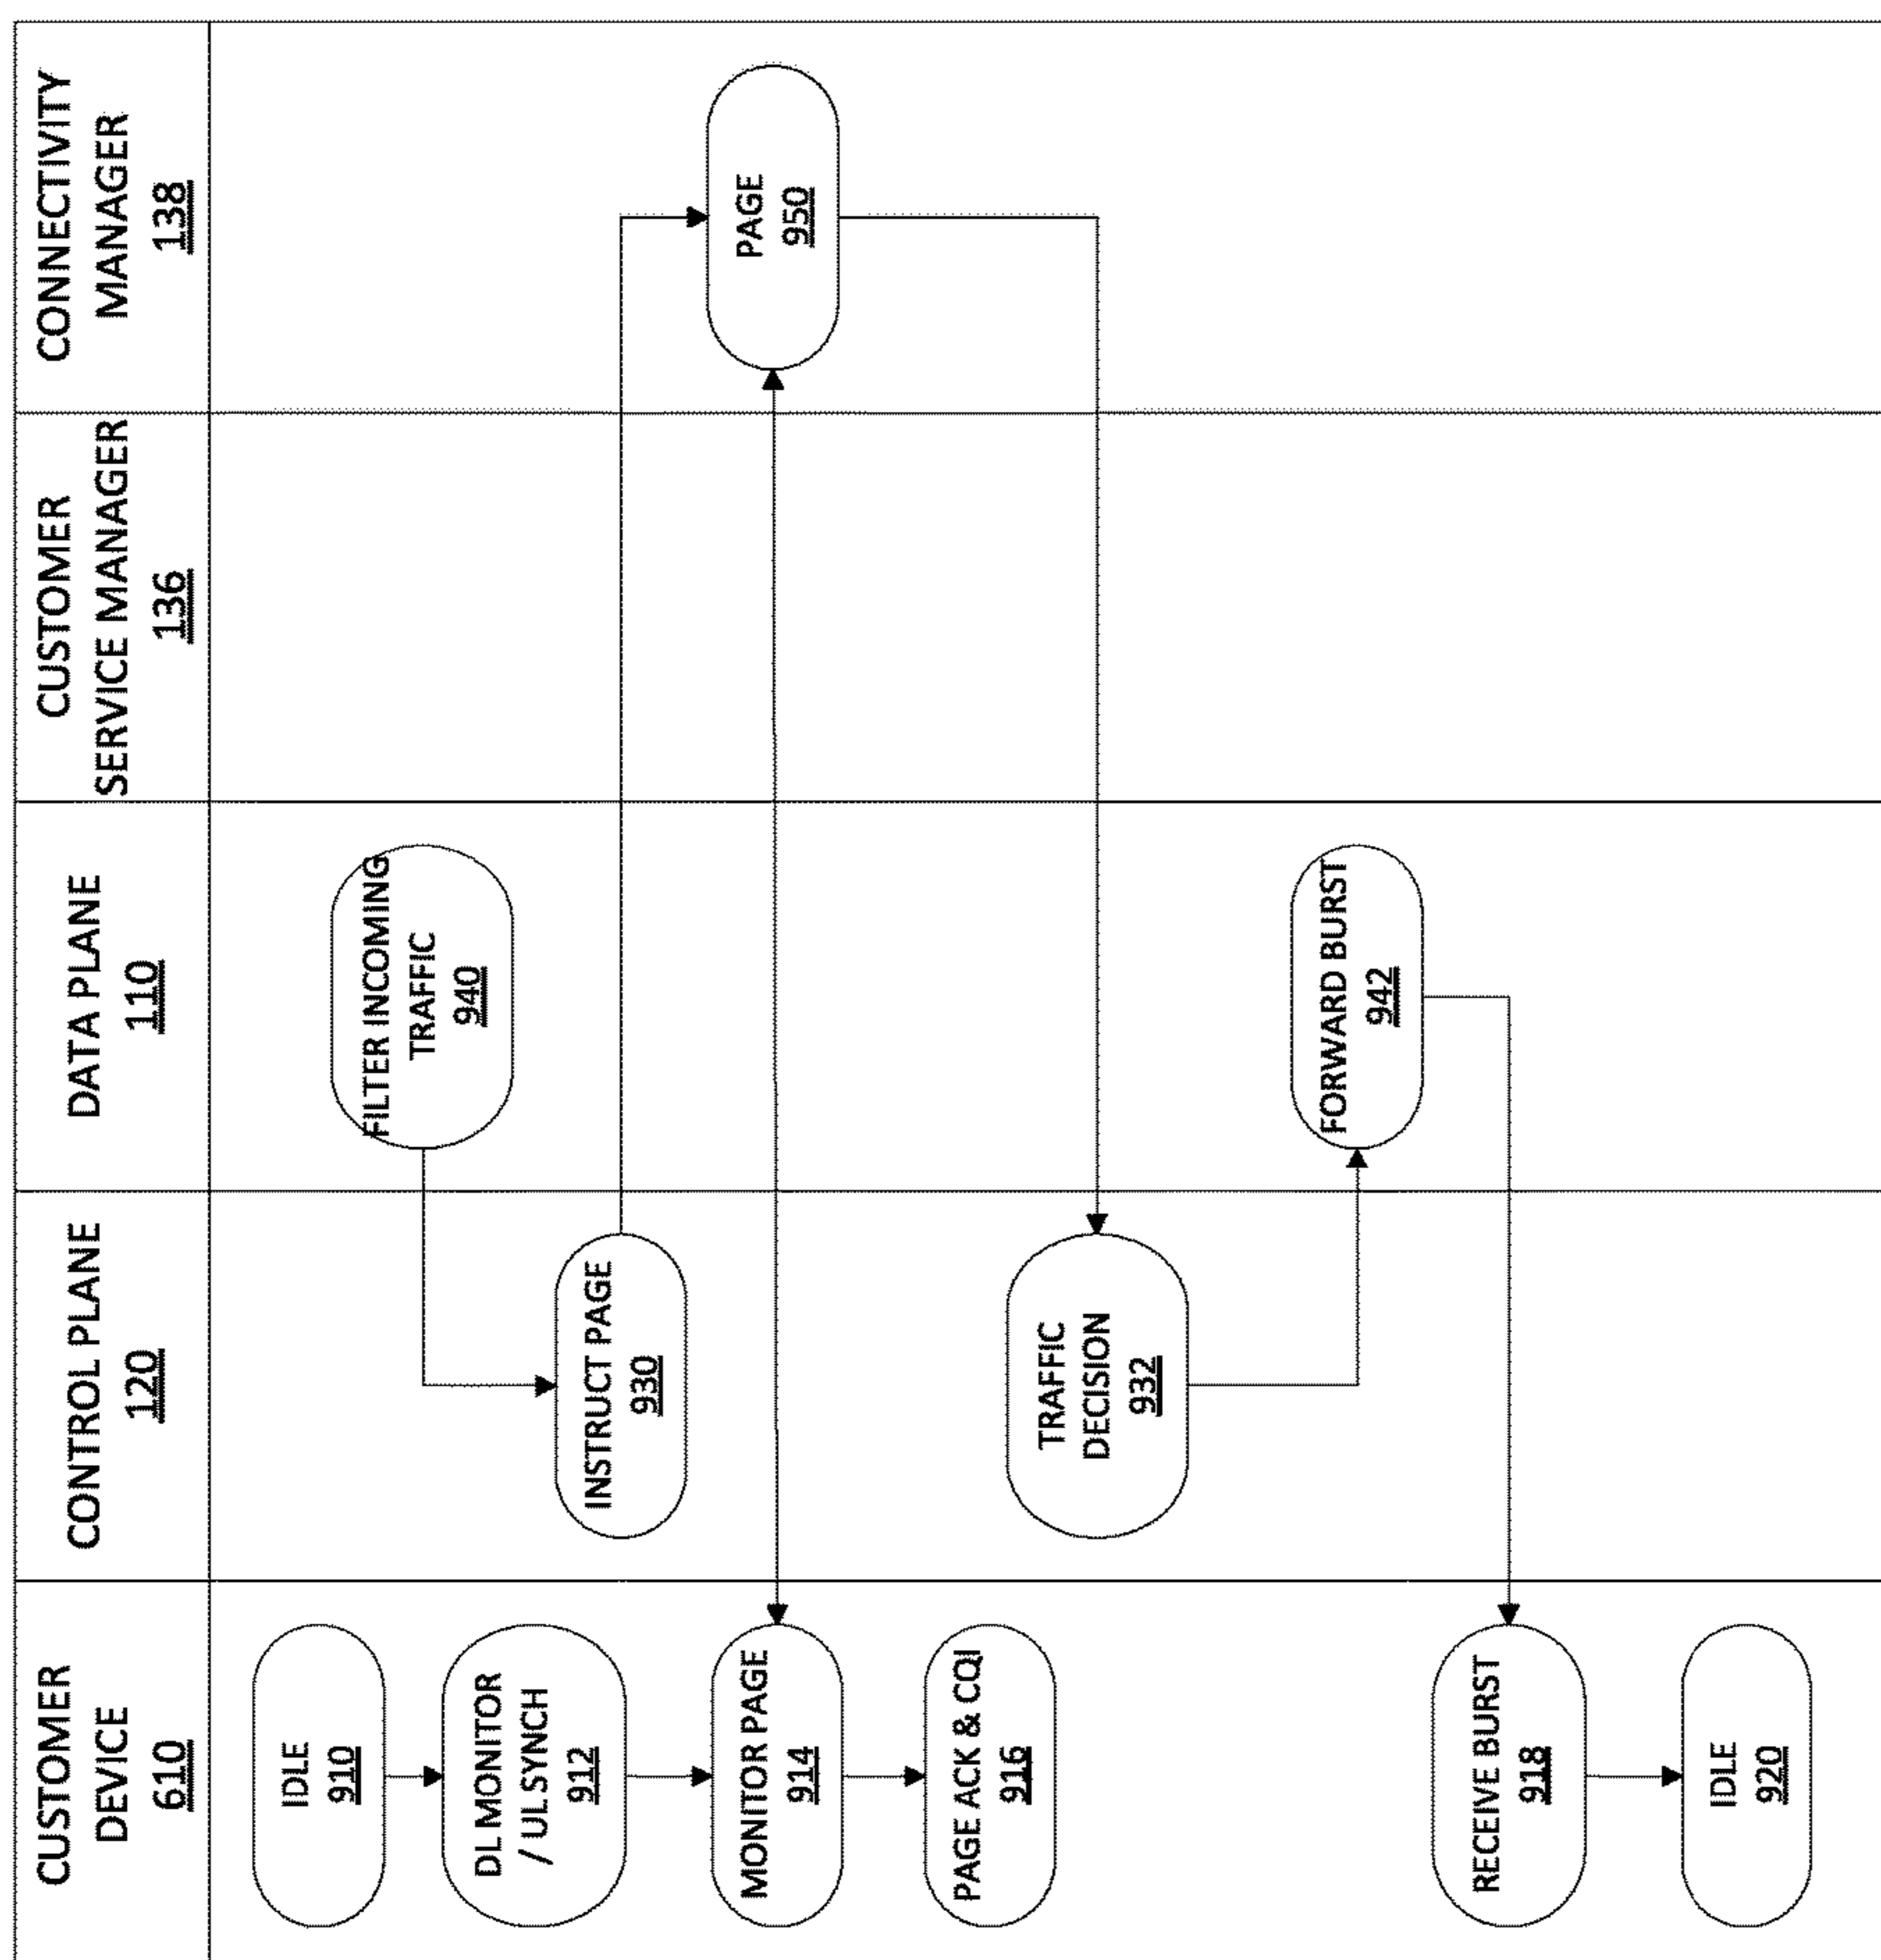 CUSTOMER
DEVICE
610
CONTROL PLANE
120
DATA PLANE
110
CUSTOMER
SERVICE MANAGER
136
CONNECTIVITY
MANAGER
138
IDLE
910
DL MONITOR
/ UL SYNCH
912
MONITOR PAGE
914
PAGE ACK & CQI
916
RECEIVE BURST
918
IDLE
920
INSTRUCT PAGE
930
TRAFFIC
DECISION
932
FILTER INCOMING
TRAFFIC
940
FORWARD BURST
942
PAGE
950